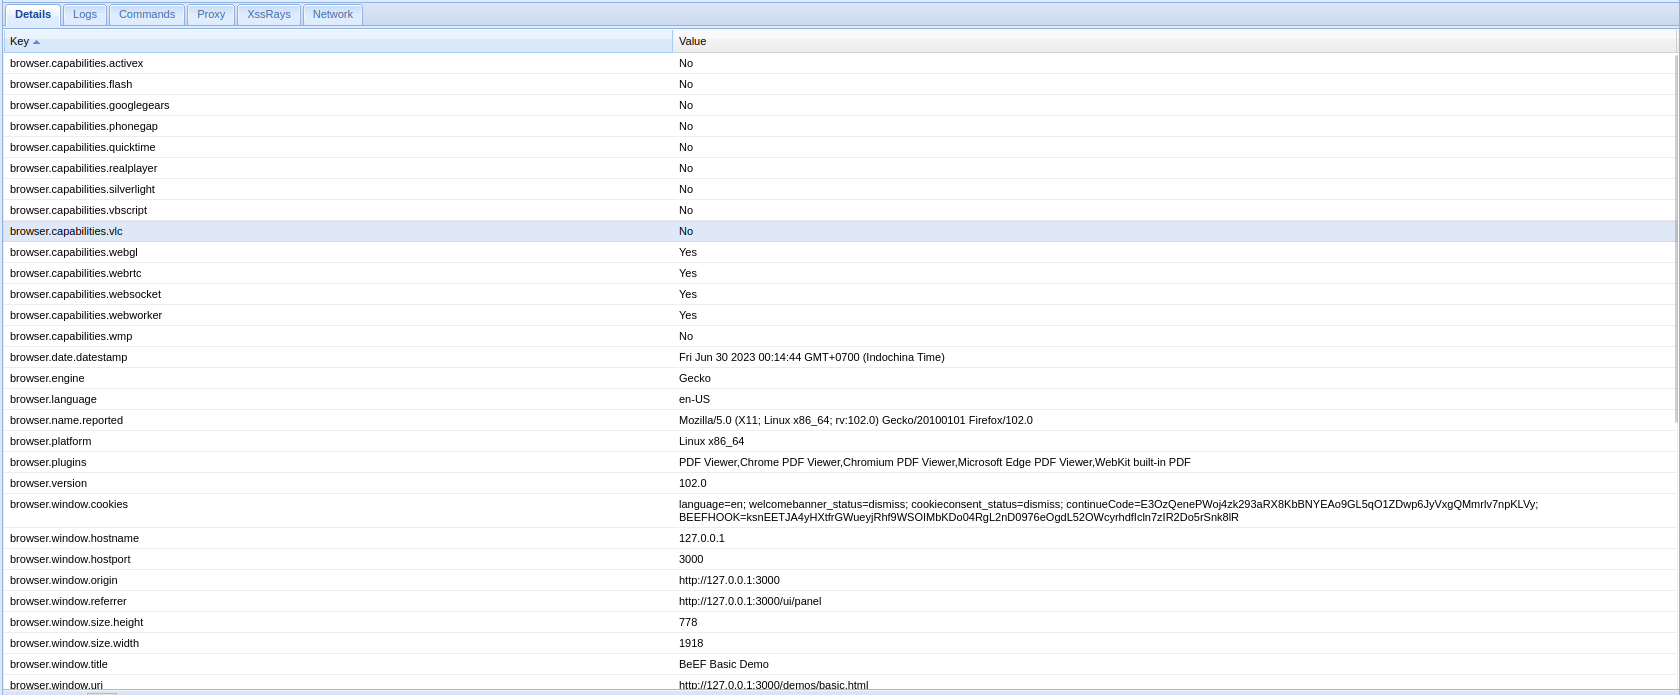 Details Logs Commands Proxy XssRays Network
Key Value
browser.capabilities.activex No
browser.capabilities.flash No
browser.capabilities.googlegears No
browser.capabilities.phonegap No
browser.capabilities.quicktime No
browser.capabilities.realplayer No
browser.capabilities.silverlight No
browser.capabilities.vbscript No
browser.capabilities.vlc No
browser.capabilities.webgl Yes
browser.capabilities.webrtc Yes
browser.capabilities.websocket Yes
browser.capabilities.webworker Yes
browser.capabilities.wmp No
browser.date.datestamp Fri Jun 30 2023 00:14:44 GMT+0700 (Indochina Time)
browser.engine Gecko
browser.language en-US
browser.name.reported Mozilla/5.0 (X11; Linux x86_64; rv:102.0) Gecko/20100101 Firefox/102.0
browser.platform Linux x86_64
browser.plugins PDF Viewer,Chrome PDF Viewer,Chromium PDF Viewer,Microsoft Edge PDF Viewer,WebKit built-in PDF
browser.version 102.0
browser.window.cookies language=en; welcomebanner_status=dismiss; cookieconsent_status=dismiss; continueCode=E3OzQenePWoj4zk293aRX8KbBNYEAo9GL5qO1ZDwp6JyVxgQMmrlv7npKLVy;
BEEFHOOK=ksnEETJA4yHXtfrGWueyjRhf9WSOIMbKDo04RgL2nD0976eOgdL52OWcyrhdfIcln7zIR2Do5rSnk8lR
browser.window.hostname 127.0.0.1
browser.window.hostport 3000
browser.window.origin http://127.0.0.1:3000
browser.window.referrer http://127.0.0.1:3000/ui/panel
browser.window.size.height 778
browser.window.size.width 1918
browser.window.title BeEF Basic Demo
browser.window.uri http://127.0.0.1:3000/demos/basic.html